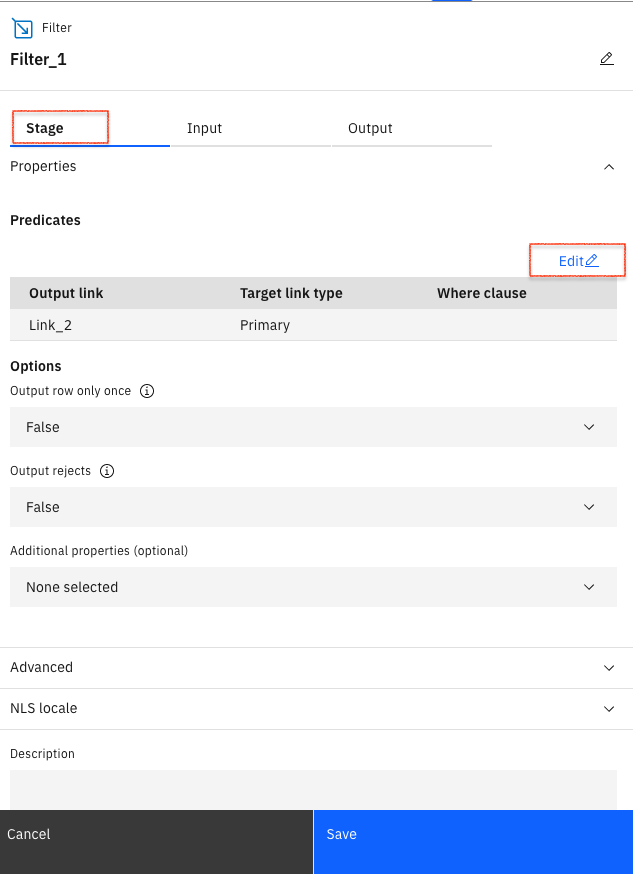 Filter
Filter_1
Stage Input Output
Properties
Predicates
Edit
Output link Target link type Where clause
Link_2 Primary
Options
Output row only once
False
Output rejects
False
Additional properties (optional)
None selected
Advanced
NLS locale
Description
Cancel Save